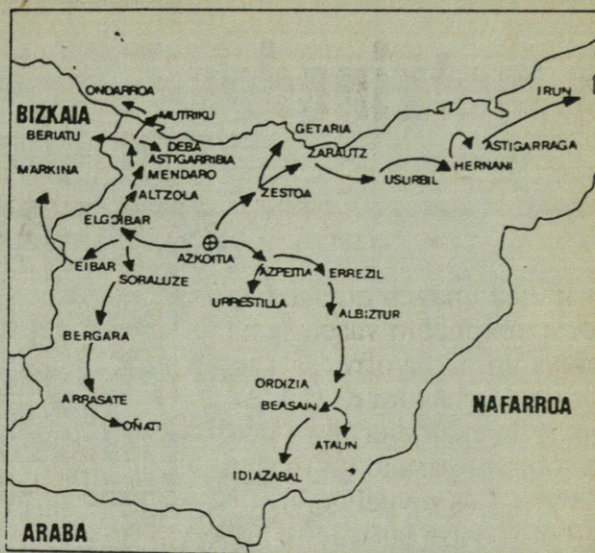 ONDARROA
BIZKAIA
MUTRIKU
IRUN
BERIATU
DEBA
GETARIA
ASTIGARRIBIA
ZARAUTZ
ASTIGARRAGA
MARKINA
MENDARO
HERNANI
ALTZOLA
ZESTOA
USURBIL
ELGOIBAR
AZKOITIA
EIBAR
AZPEITIA
ERREZIL
SORALUZE
URRESTILLA
ALBIZTUR
BERGARA
ORDIZIA
ARRASATE
BEASAIN
NAFARROA
OÑATI
ATAUN
IDIAZABAL
ARABA